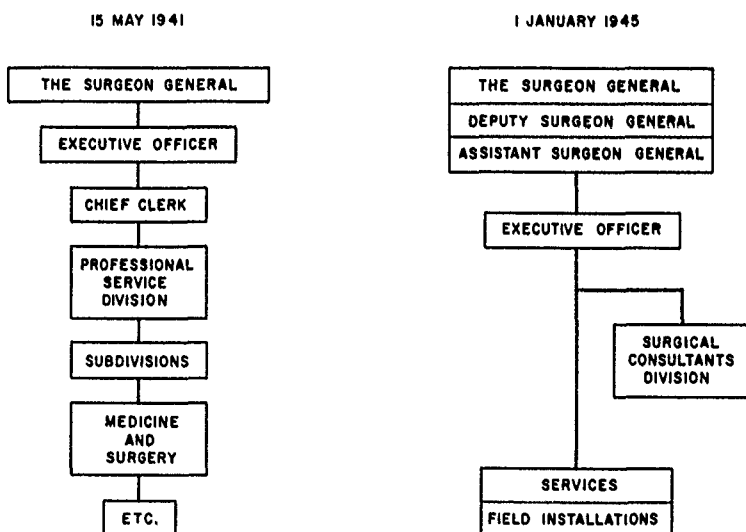 15 MAY 1941
THE SURGEON GENERAL
EXECUTIVE OFFICER
CHIEF CLERK
PROFESSIONAL
SERVICE
DIVISION
SUBDIVISIONS
MEDICINE
AND
SURGERY
ETC.
1 JANUARY 1945
THE SURGEON GENERAL
DEPUTY SURGEON GENERAL
ASSISTANT SURGEON GENERAL
EXECUTIVE OFFICER
SURGICAL
CONSULTANTS
DIVISION
SERVICES
FIELD INSTALLATIONS